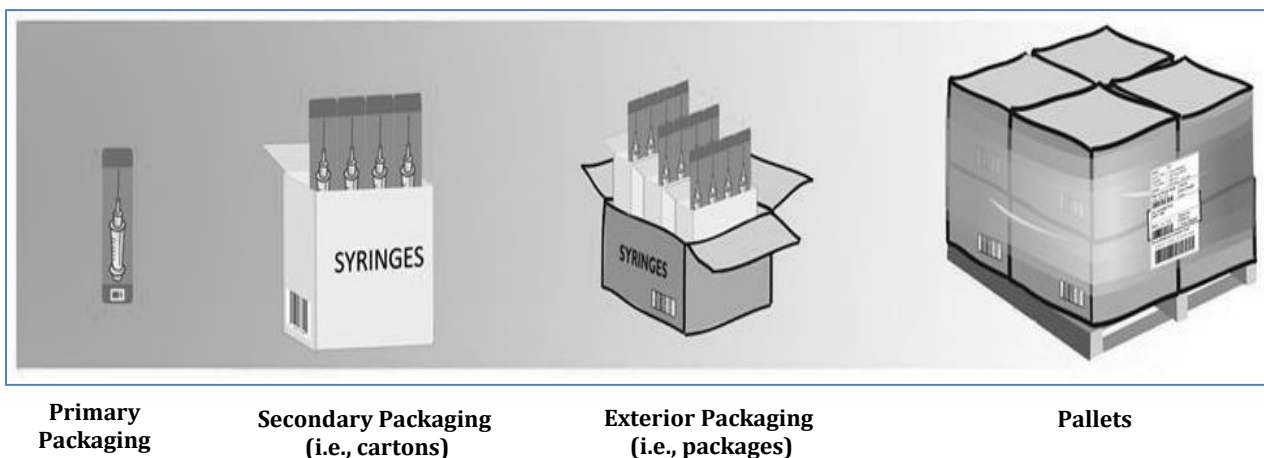 SYRINGES
SYRINGES
Primary
Packaging
Secondary Packaging
(i.e., cartons)
Exterior Packaging
(i.e., packages)
Pallets